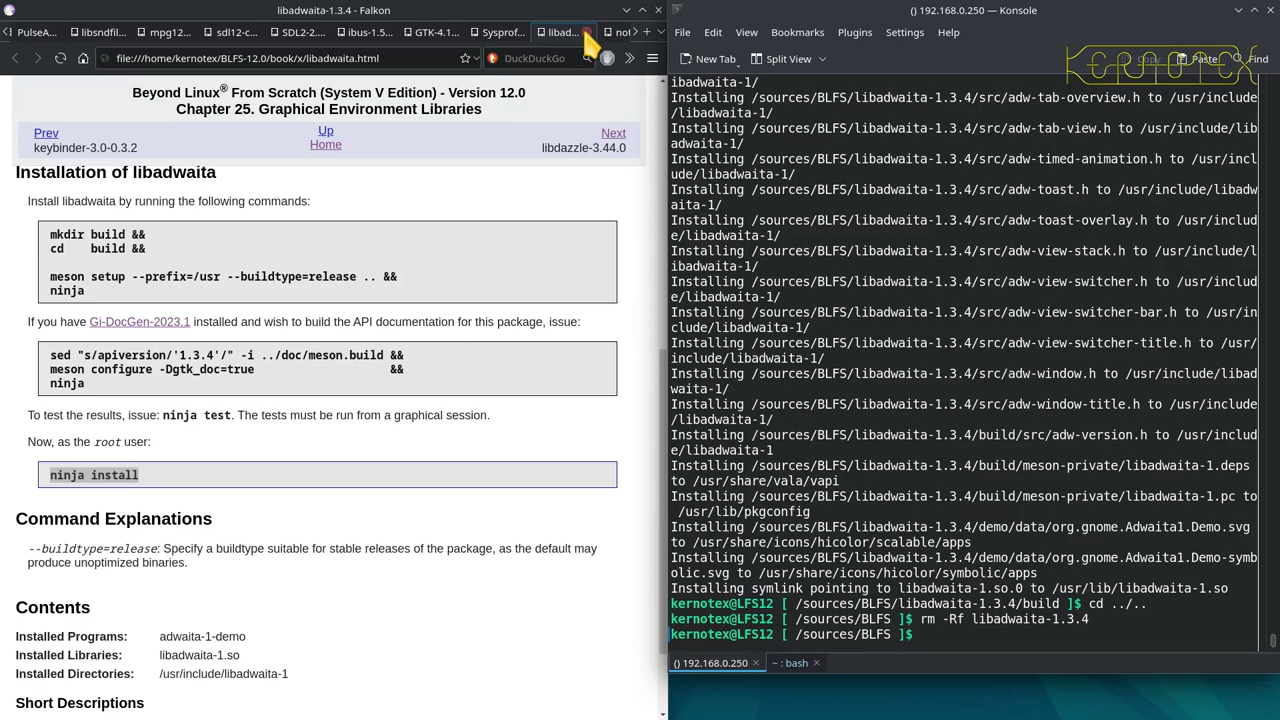 libadwaita-1.3.4 - Falkon
PulseA...
libsndfil...
mpg12...
sdl12-c...
SDL2-2...
ibus-1.5...
GTK-4.1...
Sysprof...
libad...
file:///home/kernotex/BLFS-12.0/book/x/libadwaita.html
DuckDuckGo
Beyond Linux® From Scratch (System V Edition) - Version 12.0
Chapter 25. Graphical Environment Libraries
Prev
Up
Next
keybinder-3.0-0.3.2
Home
libdazzle-3.44.0
Installation of libadwaita
Install libadwaita by running the following commands:
mkdir build &&
cd    build &&
meson setup --prefix=/usr --buildtype=release .. &&
ninja
If you have Gi-DocGen-2023.1 installed and wish to build the API documentation for this package, issue:
sed "s/apiversion/'1.3.4'/" -i ../doc/meson.build &&
meson configure -Dgtk_doc=true                    &&
ninja
To test the results, issue: ninja test. The tests must be run from a graphical session.
Now, as the root user:
ninja install
Command Explanations
--buildtype=release: Specify a buildtype suitable for stable releases of the package, as the default may
produce unoptimized binaries.
Contents
Installed Programs: adwaita-1-demo
Installed Libraries: libadwaita-1.so
Installed Directories: /usr/include/libadwaita-1
Short Descriptions
() 192.168.0.250 — Konsole
File Edit View Bookmarks Plugins Settings Help
New Tab
Split View
Copy
Paste
Find
KERNOTEX
ibadwaita-1/
Installing /sources/BLFS/libadwaita-1.3.4/src/adw-tab-overview.h to /usr/include
/libadwaita-1/
Installing /sources/BLFS/libadwaita-1.3.4/src/adw-tab-view.h to /usr/include/lib
adwaita-1/
Installing /sources/BLFS/libadwaita-1.3.4/src/adw-timed-animation.h to /usr/incl
ude/libadwaita-1/
Installing /sources/BLFS/libadwaita-1.3.4/src/adw-toast.h to /usr/include/libadw
aita-1/
Installing /sources/BLFS/libadwaita-1.3.4/src/adw-toast-overlay.h to /usr/includ
e/libadwaita-1/
Installing /sources/BLFS/libadwaita-1.3.4/src/adw-view-stack.h to /usr/include/l
ibadwaita-1/
Installing /sources/BLFS/libadwaita-1.3.4/src/adw-view-switcher.h to /usr/includ
e/libadwaita-1/
Installing /sources/BLFS/libadwaita-1.3.4/src/adw-view-switcher-bar.h to /usr/in
clude/libadwaita-1/
Installing /sources/BLFS/libadwaita-1.3.4/src/adw-view-switcher-title.h to /usr/
include/libadwaita-1/
Installing /sources/BLFS/libadwaita-1.3.4/src/adw-window.h to /usr/include/libad
waita-1/
Installing /sources/BLFS/libadwaita-1.3.4/src/adw-window-title.h to /usr/include
/libadwaita-1/
Installing /sources/BLFS/libadwaita-1.3.4/build/src/adw-version.h to /usr/includ
e/libadwaita-1
Installing /sources/BLFS/libadwaita-1.3.4/build/meson-private/libadwaita-1.deps
to /usr/share/vala/vapi
Installing /sources/BLFS/libadwaita-1.3.4/build/meson-private/libadwaita-1.pc to
 /usr/lib/pkgconfig
Installing /sources/BLFS/libadwaita-1.3.4/demo/data/org.gnome.Adwaita1.Demo.svg
to /usr/share/icons/hicolor/scalable/apps
Installing /sources/BLFS/libadwaita-1.3.4/demo/data/org.gnome.Adwaita1.Demo-symb
olic.svg to /usr/share/icons/hicolor/symbolic/apps
Installing symlink pointing to libadwaita-1.so.0 to /usr/lib/libadwaita-1.so
kernotex@LFS12 [ /sources/BLFS/libadwaita-1.3.4/build ]$ cd ../..
kernotex@LFS12 [ /sources/BLFS ]$ rm -Rf libadwaita-1.3.4
kernotex@LFS12 [ /sources/BLFS ]$
() 192.168.0.250
~ : bash